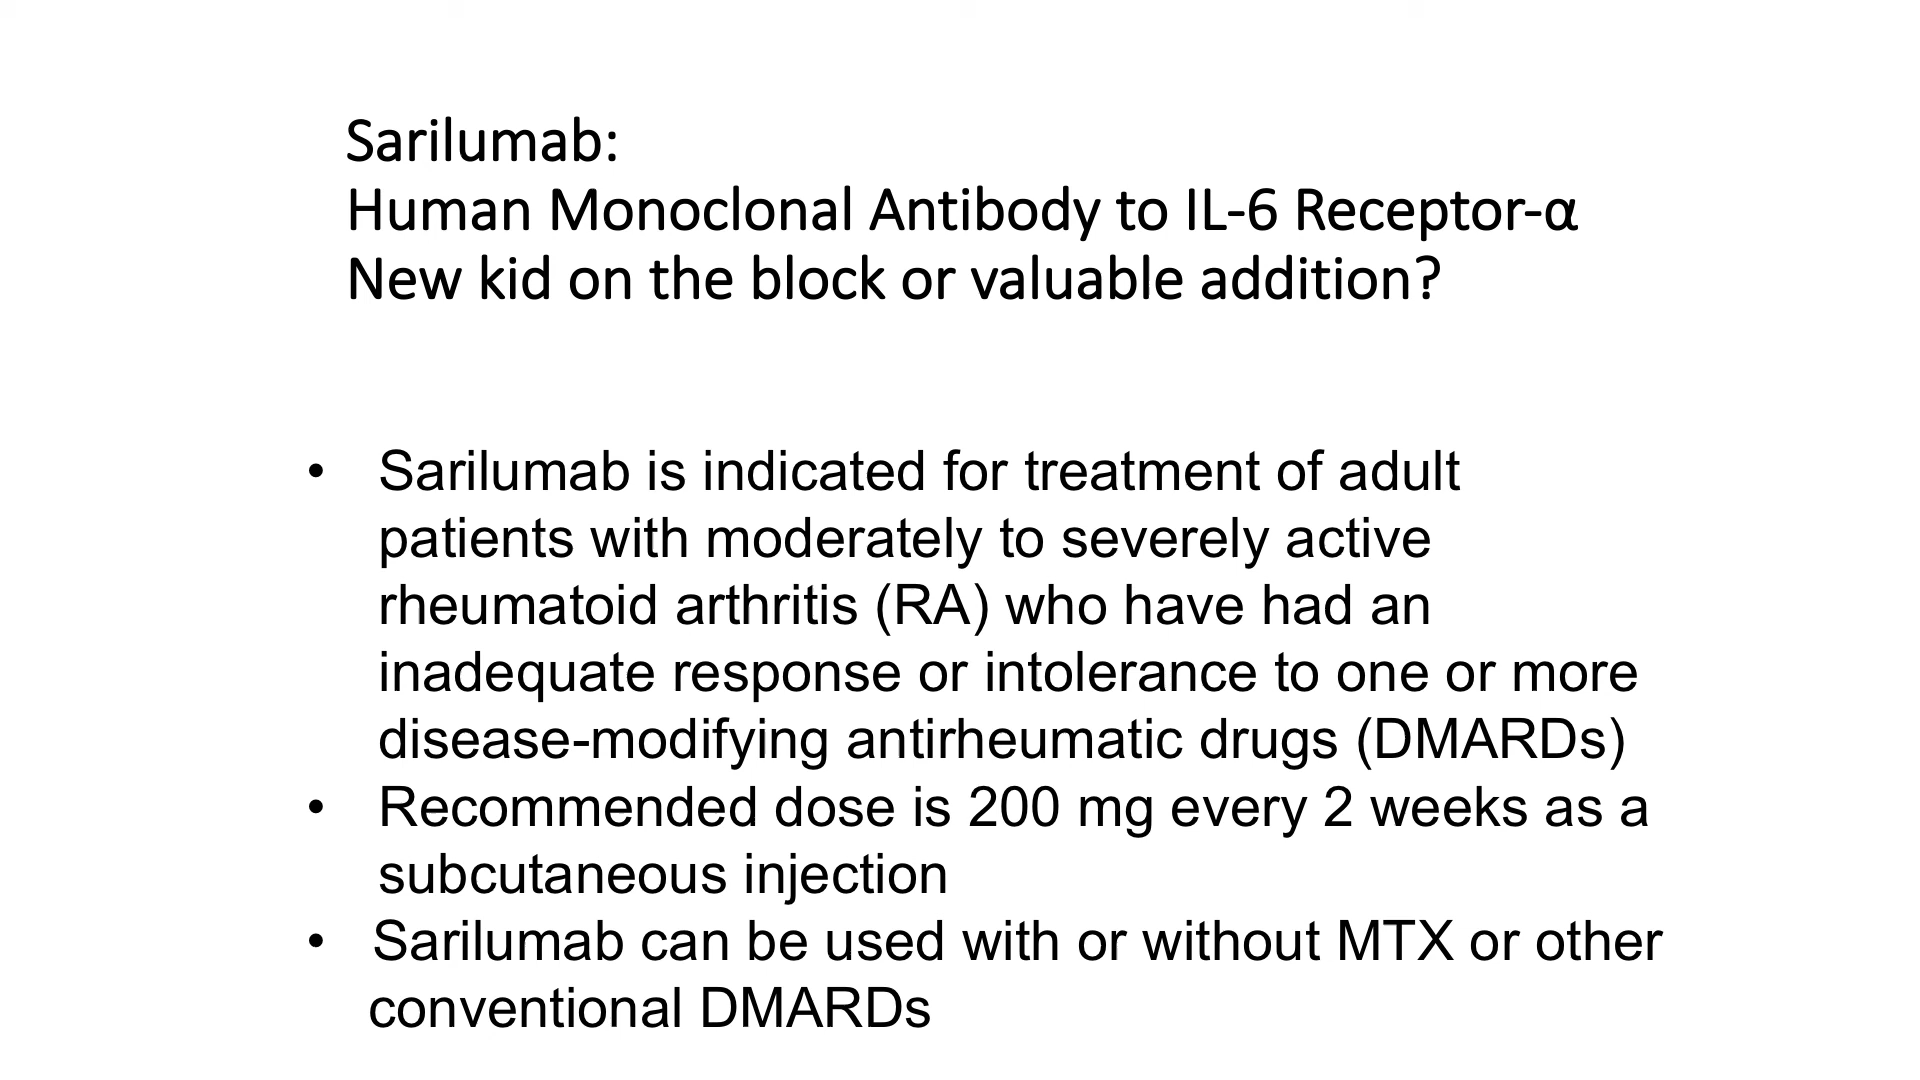 Sarilumab:
Human Monoclonal Antibody to IL-6 Receptor-α
New kid on the block or valuable addition?
• Sarilumab is indicated for treatment of adult
patients with moderately to severely active
rheumatoid arthritis (RA) who have had an
inadequate response or intolerance to one or more
disease-modifying antirheumatic drugs (DMARDs)
• Recommended dose is 200 mg every 2 weeks as a
subcutaneous injection
• Sarilumab can be used with or without MTX or other
conventional DMARDs